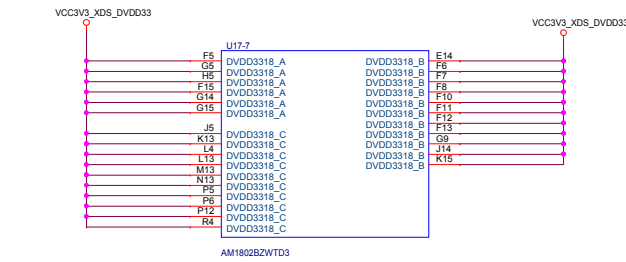 VCC3V3_XDS_DVDD33
VCC3V3_XDS_DVDD33
U17-7
F5 DVDD3318_A DVDD3318_B E14
G5 DVDD3318_A DVDD3318_B F6
H5 DVDD3318_A DVDD3318_B F7
F15 DVDD3318_A DVDD3318_B F8
G14 DVDD3318_A DVDD3318_B F10
G15 DVDD3318_A DVDD3318_B F11
DVDD3318_B F12
J5 DVDD3318_C DVDD3318_B F13
K13 DVDD3318_C DVDD3318_B G9
L4 DVDD3318_C DVDD3318_B J14
L13 DVDD3318_C DVDD3318_B K15
M13 DVDD3318_C
N13 DVDD3318_C
P5 DVDD3318_C
P6 DVDD3318_C
P12 DVDD3318_C
R4 DVDD3318_C
AM1802BZWTD3